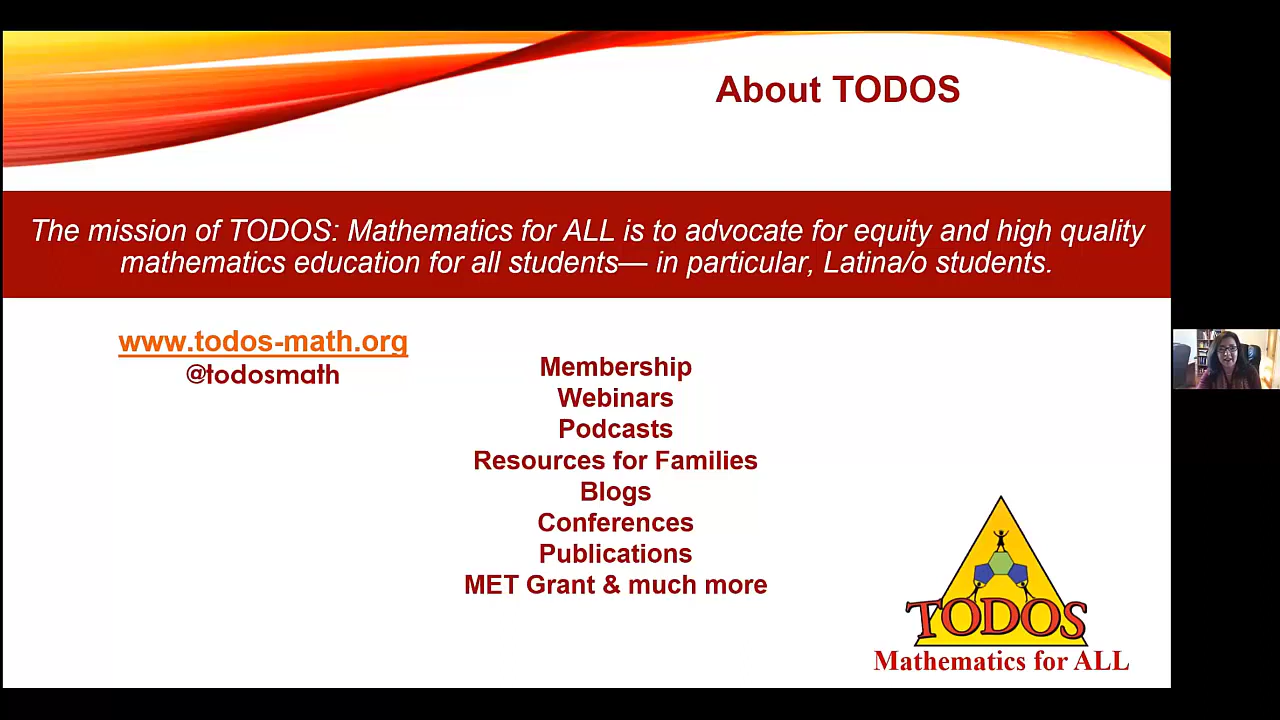 About TODOS
The mission of TODOS: Mathematics for ALL is to advocate for equity and high quality
mathematics education for all students— in particular, Latina/o students.
www.todos-math.org
@todosmath
Membership
Webinars
Podcasts
Resources for Families
Blogs
Conferences
Publications
MET Grant & much more
TODOS
Mathematics for ALL